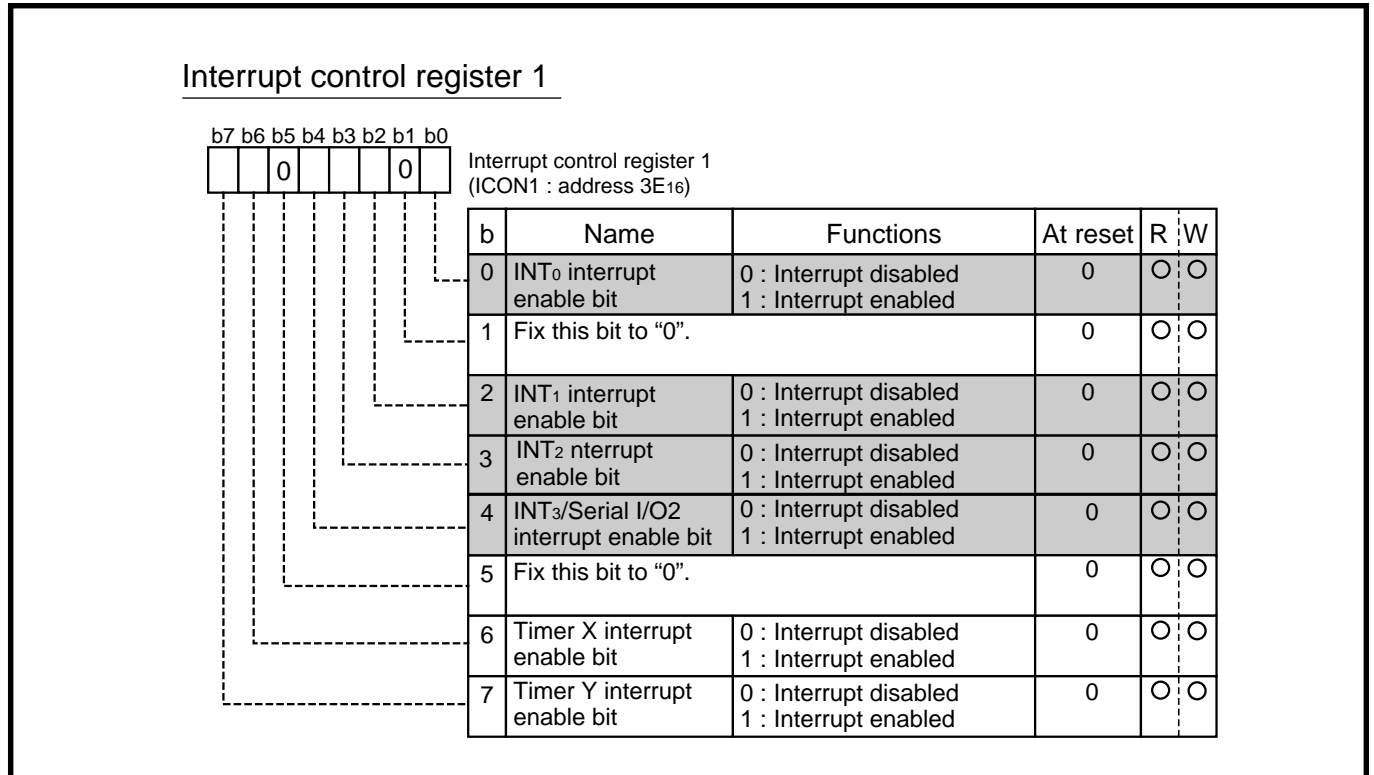 Interrupt control register 1
b7 b6 b5 b4 b3 b2 b1 b0
0 0
Interrupt control register 1
(ICON1 : address 3E16)
b Name Functions At reset R W
0 INT0 interrupt enable bit 0 : Interrupt disabled 0
1 : Interrupt enabled
1 Fix this bit to “0”. 0
2 INT1 interrupt enable bit 0 : Interrupt disabled 0
1 : Interrupt enabled
3 INT2 nterrupt enable bit 0 : Interrupt disabled 0
1 : Interrupt enabled
4 INT3/Serial I/O2 interrupt enable bit 0 : Interrupt disabled 0
1 : Interrupt enabled
5 Fix this bit to “0”. 0
6 Timer X interrupt enable bit 0 : Interrupt disabled 0
1 : Interrupt enabled
7 Timer Y interrupt enable bit 0 : Interrupt disabled 0
1 : Interrupt enabled